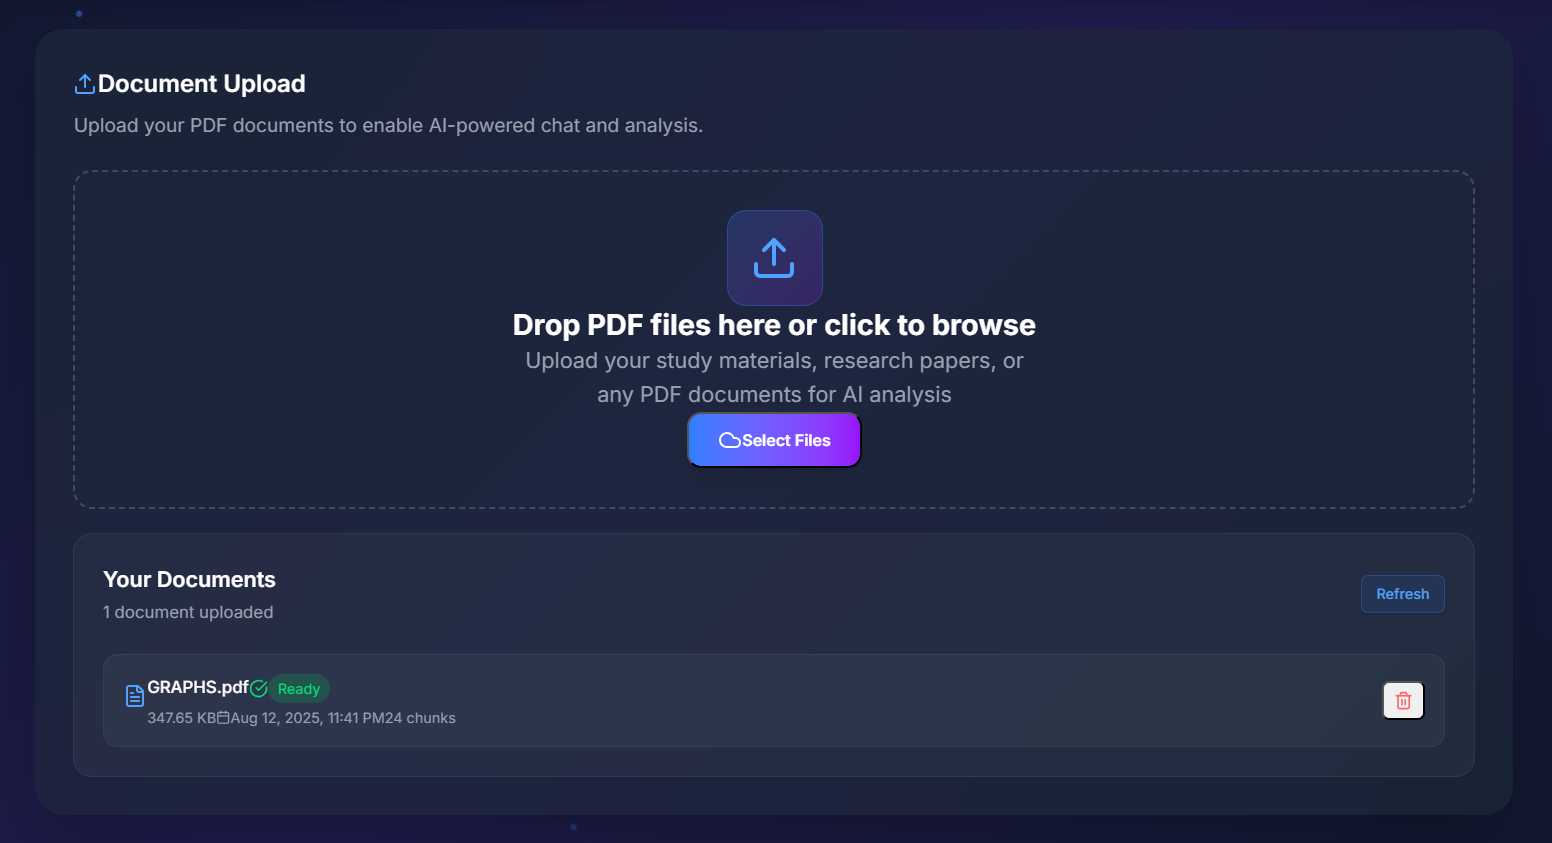 Document Upload
Upload your PDF documents to enable AI-powered chat and analysis.
Drop PDF files here or click to browse
Upload your study materials, research papers, or
any PDF documents for AI analysis
Select Files
Your Documents
1 document uploaded
Refresh
GRAPHS.pdf Ready
347.65 KB Aug 12, 2025, 11:41 PM24 chunks